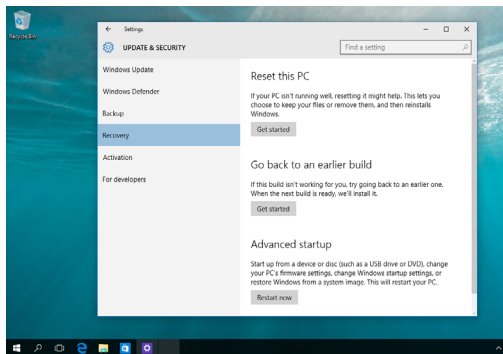 Recycle Bin
Settings
UPDATE & SECURITY
Find a setting
Windows Update
Windows Defender
Backup
Recovery
Activation
For developers
Reset this PC
If your PC isn't running well, resetting it might help. This lets you
choose to keep your files or remove them, and then reinstalls
Windows.
Get started
Go back to an earlier build
If this build isn't working for you, try going back to an earlier one.
When the next build is ready, we'll install it.
Get started
Advanced startup
Start up from a device or disc (such as a USB drive or DVD), change
your PC's firmware settings, change Windows startup settings, or
restore Windows from a system image. This will restart your PC.
Restart now